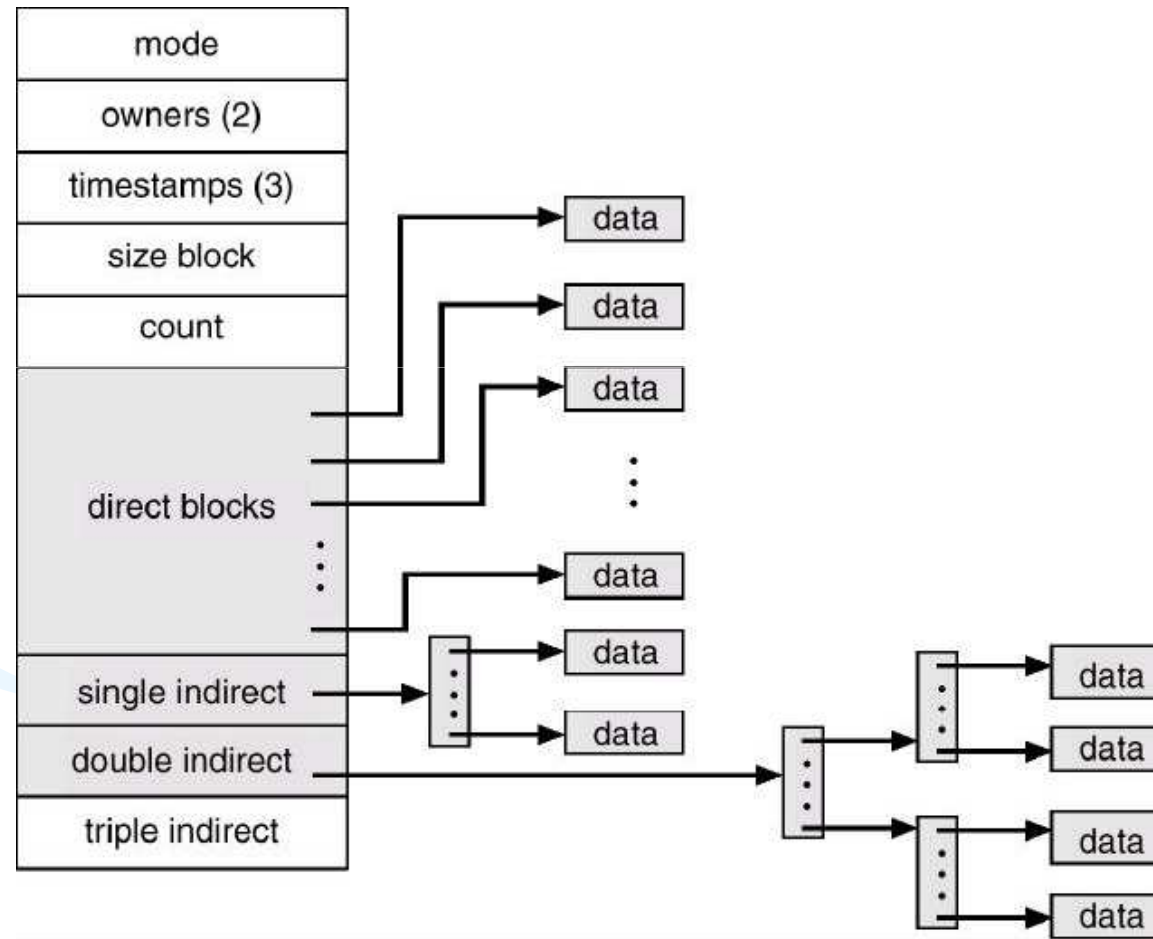 mode
owners (2)
timestamps (3)
size block
count
direct blocks
single indirect
double indirect
triple indirect
data
data
data
data
data
data
data
data
data
data